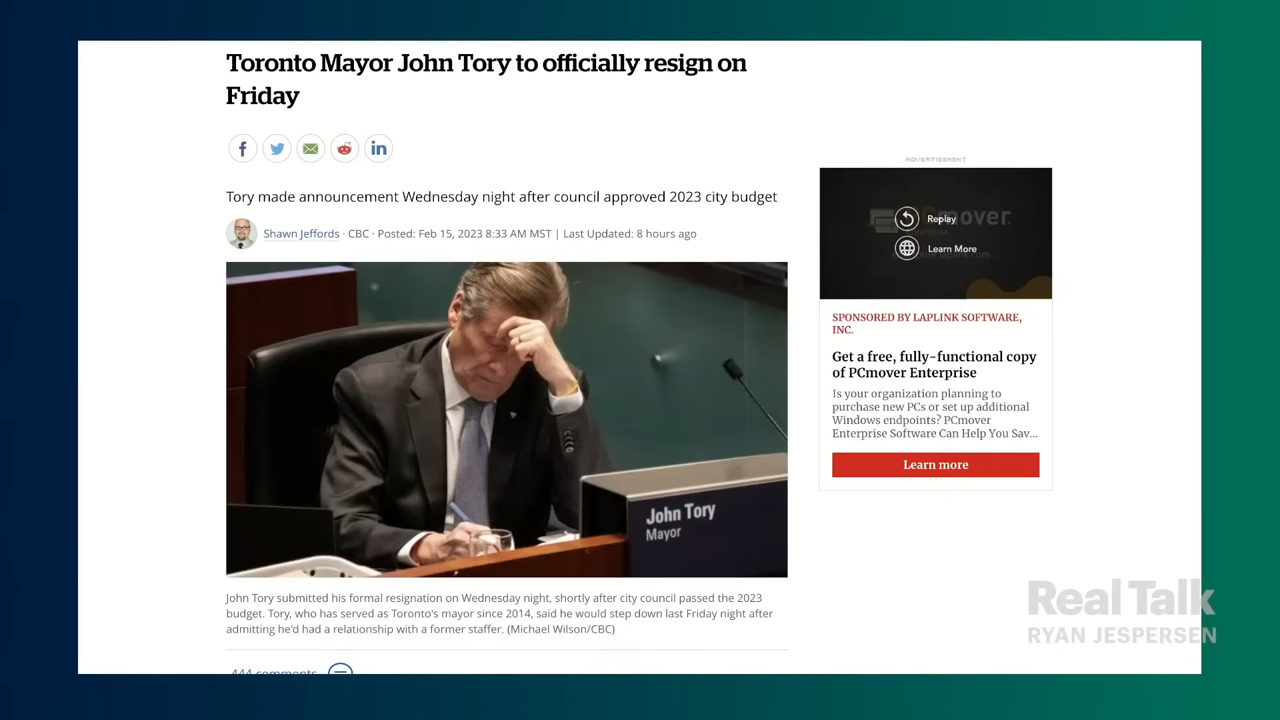 Toronto Mayor John Tory to officially resign on
Friday
Tory made announcement Wednesday night after council approved 2023 city budget
Shawn Jeffords · CBC · Posted: Feb 15, 2023 8:33 AM MST | Last Updated: 8 hours ago
John Tory
Mayor
John Tory submitted his formal resignation on Wednesday night, shortly after city council passed the 2023
budget. Tory, who has served as Toronto's mayor since 2014, said he would step down last Friday night after
admitting he'd had a relationship with a former staffer. (Michael Wilson/CBC)
444 comments
ADVERTISEMENT
Replay
Learn More
SPONSORED BY LAPLINK SOFTWARE,
INC.
Get a free, fully-functional copy
of PCmover Enterprise
Is your organization planning to
purchase new PCs or set up additional
Windows endpoints? PCmover
Enterprise Software Can Help You Sav...
Learn more
Real Talk
RYAN JESPERSEN